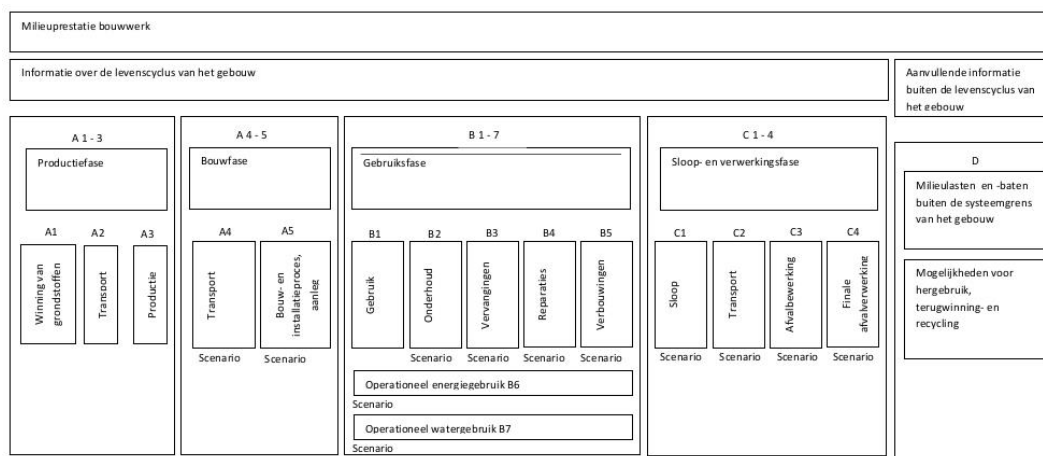 Milieuprestatie bouwwerk
Informatie over de levenscyclus van het gebouw
Aanvullende informatie
buiten de levenscyclus van
het gebouw
A 1 - 3
Productiefase
A1
A2
A3
Winning van
grondstoffen
Transport
Productie
A 4 - 5
Bouwfase
A4
A5
Transport
Bouw- en
installatieproces,
aanleg
Scenario
Scenario
B 1 - 7
Gebruiksfase
B1
B2
B3
B4
B5
Gebruik
Onderhoud
Vervangingen
Reparaties
Verbouwingen
Scenario
Scenario
Scenario
Scenario
Operationeel energiegebruik B6
Scenario
Operationeel watergebruik B7
Scenario
C 1 - 4
Sloop- en verwerkingsfase
C1
C2
C3
C4
Sloop
Transport
Afvalbewerking
Finale
afvalverwerking
Scenario
Scenario
Scenario
Scenario
D
Milieulasten en -baten
buiten de systeemgrens
van het gebouw
Mogelijkheden voor
hergebruik,
terugwinning- en
recycling